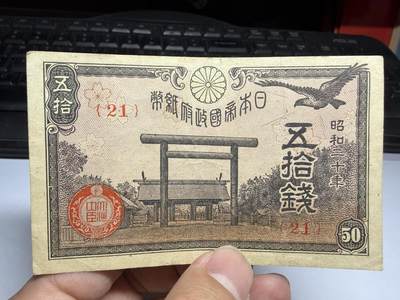 日本帝國政府紙幣
五拾
{21}
昭和二十年
五拾錢
{21}
50